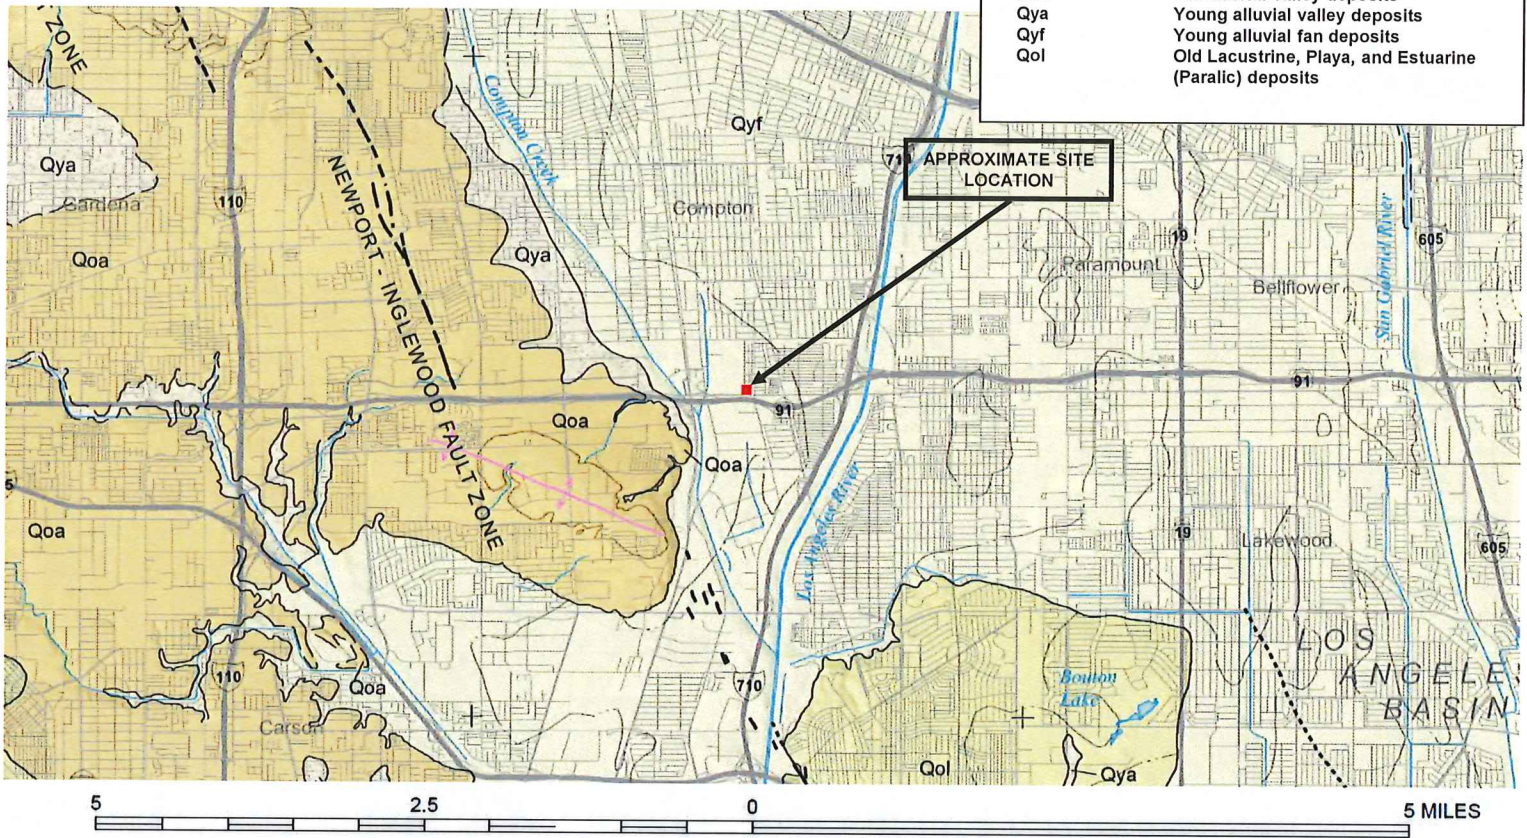 Qya Young alluvial valley deposits
Qyf Young alluvial fan deposits
Qol Old Lacustrine, Playa, and Estuarine
(Paralic) deposits
ZONE
Compton Creek
Qyf
710
APPROXIMATE SITE
LOCATION
Qya
Gardena
110
NEWPORT - INGLEWOOD FAULT ZONE
Compton
19
San Gabriel River
605
Qoa
Qya
Paramount
Bellflower
91
91
Qoa
Qoa
5
Qoa
Los Angeles River
19
Lakewood
605
LOS
ANGELES
BASIN
110
Qoa
710
Bouton
Lake
Carson
Qol
Qya
5
2.5
0
5 MILES